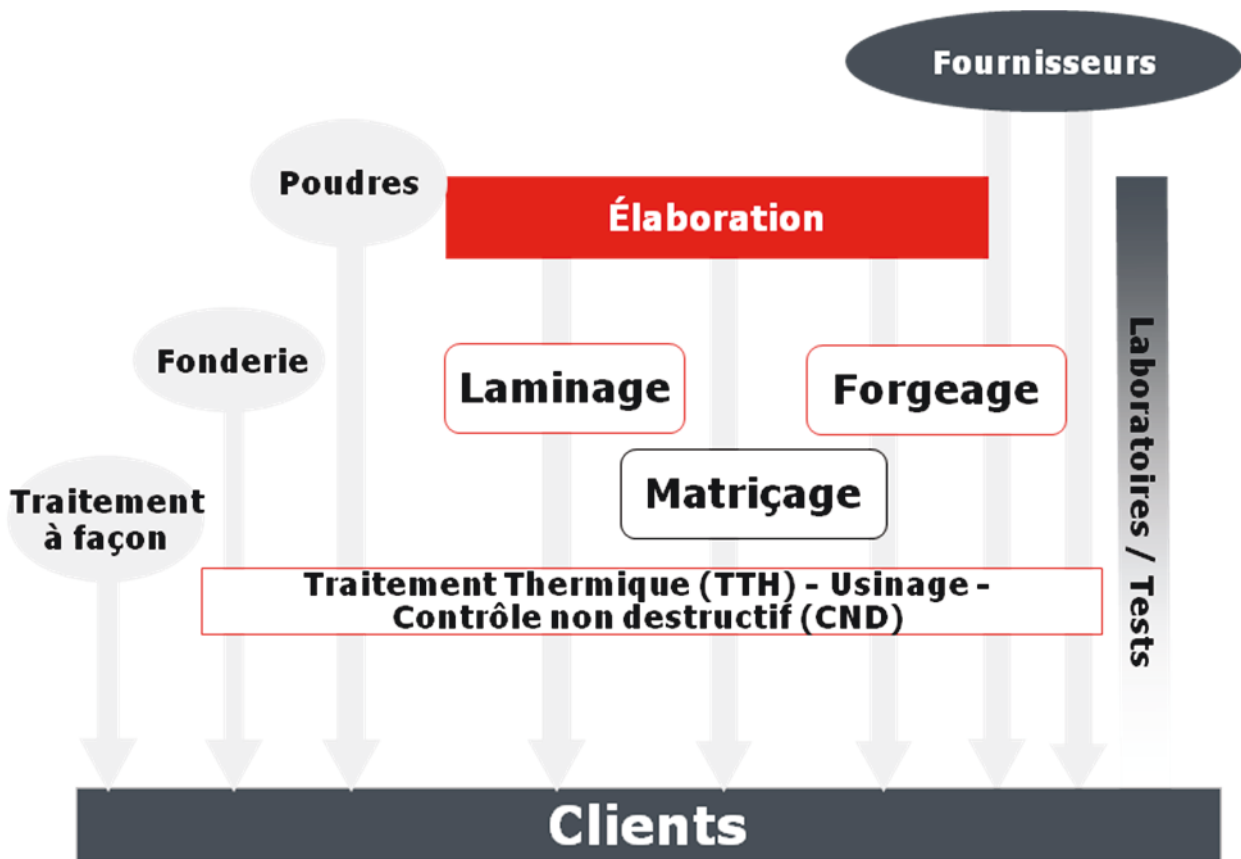 Fournisseurs
Poudres
Élaboration
Fonderie
Laminage
Forgeage
Matriçage
Traitement
à façon
Traitement Thermique (TTH) - Usinage -
Contrôle non destructif (CND)
Laboratoires / Tests
Clients